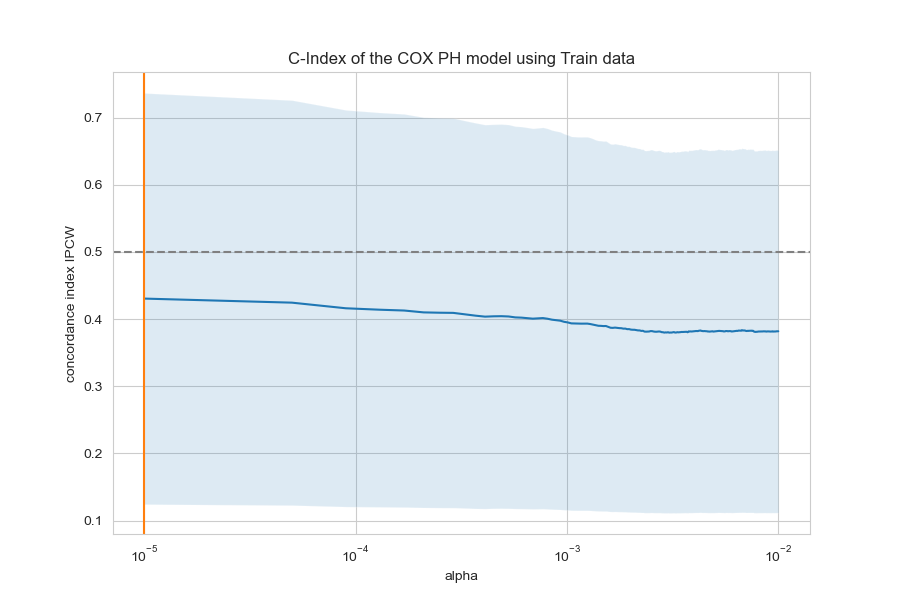 C-Index of the COX PH model using Train data
concordance index IPCW
0.7
0.6
0.5
0.4
0.3
0.2
0.1
10⁻⁵ 10⁻⁴ 10⁻³ 10⁻²
alpha